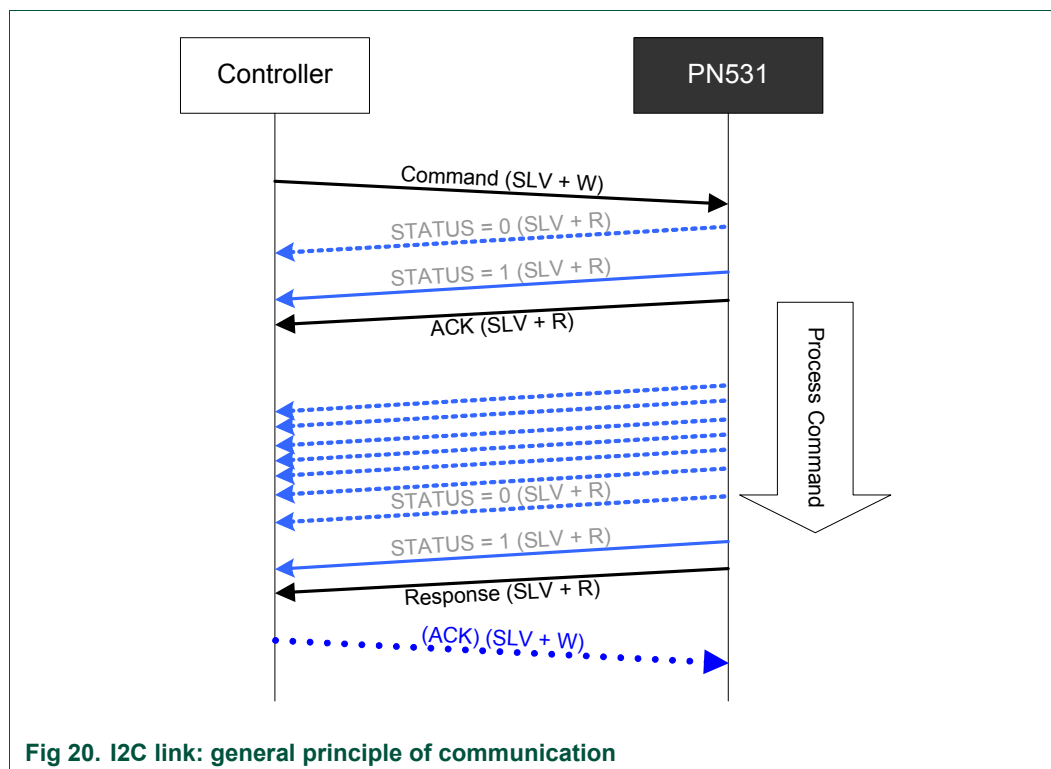 Controller
PN531
Command (SLV + W)
STATUS = 0 (SLV + R)
STATUS = 1 (SLV + R)
ACK (SLV + R)
Process Command
STATUS = 0 (SLV + R)
STATUS = 1 (SLV + R)
Response (SLV + R)
(ACK) (SLV + W)
Fig 20. I2C link: general principle of communication